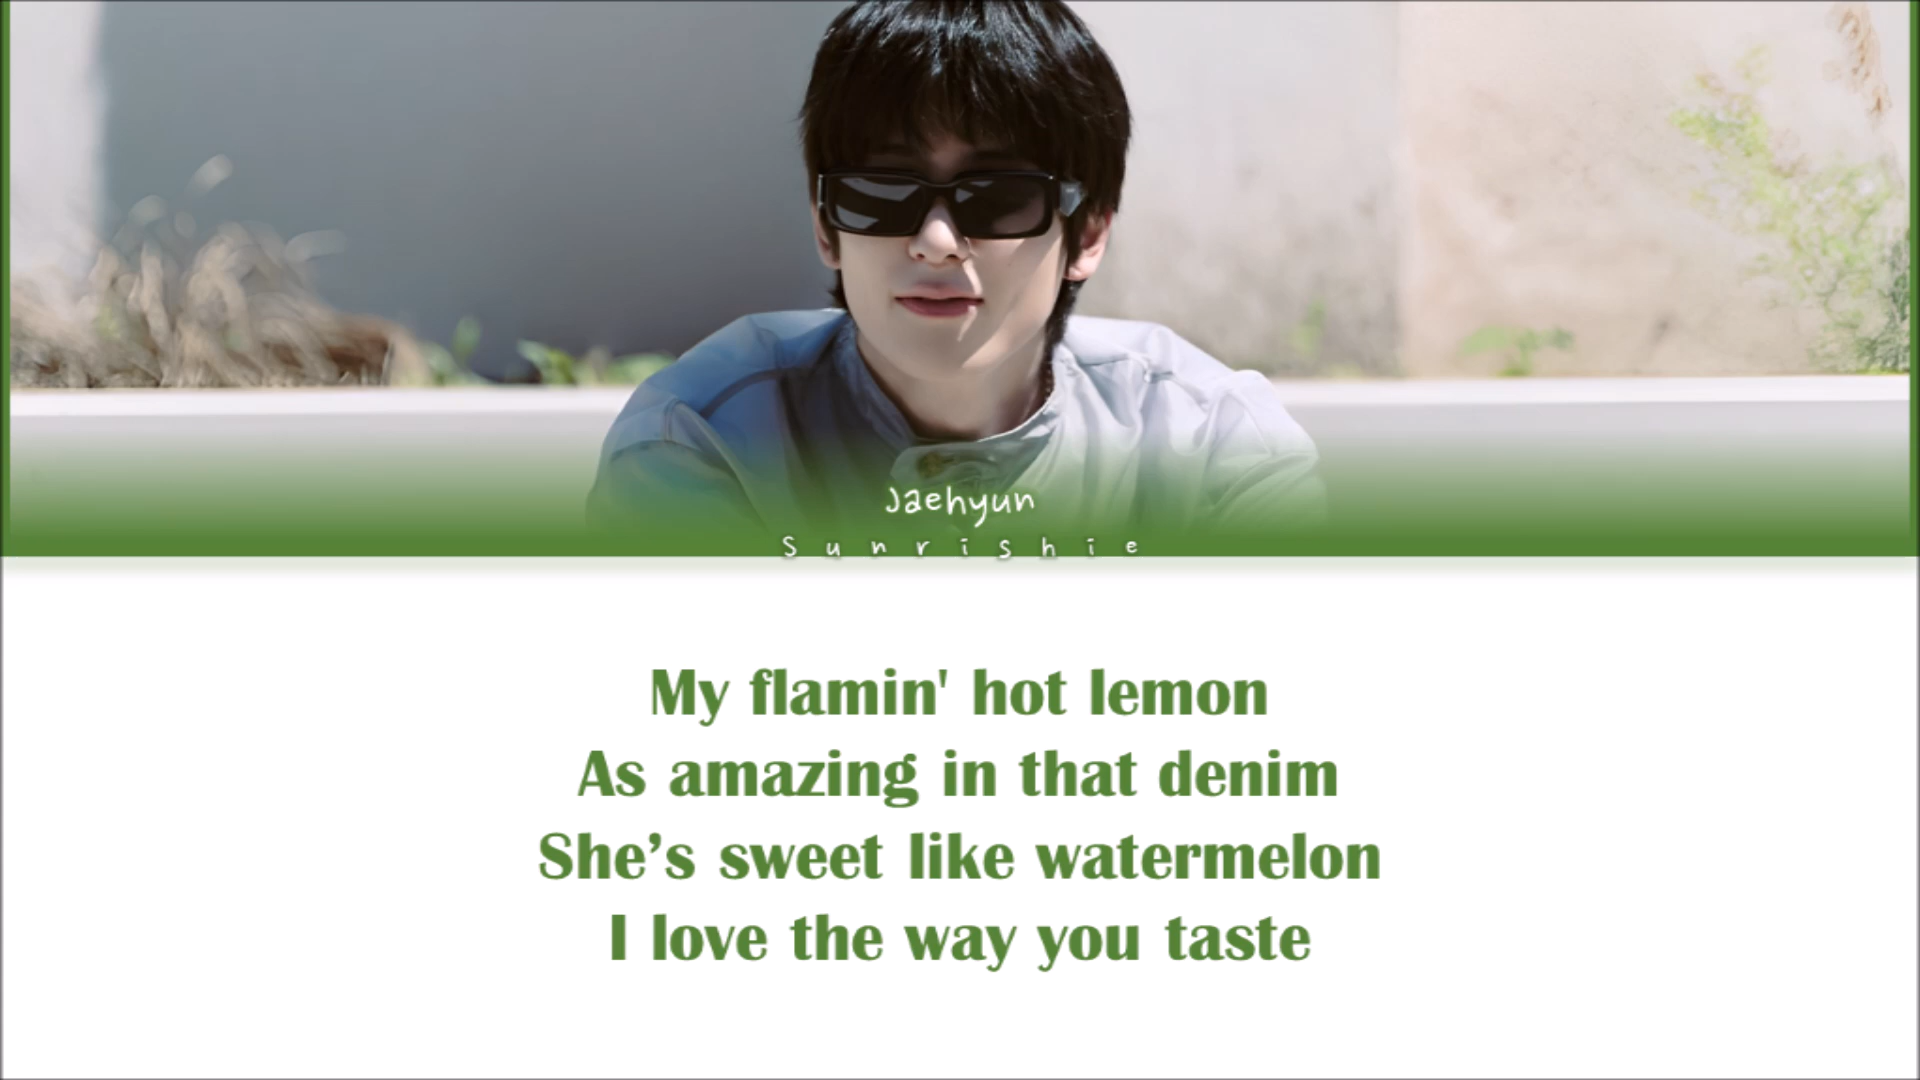 Jaehyun
Sunrishie
My flamin' hot lemon
As amazing in that denim
She’s sweet like watermelon
I love the way you taste